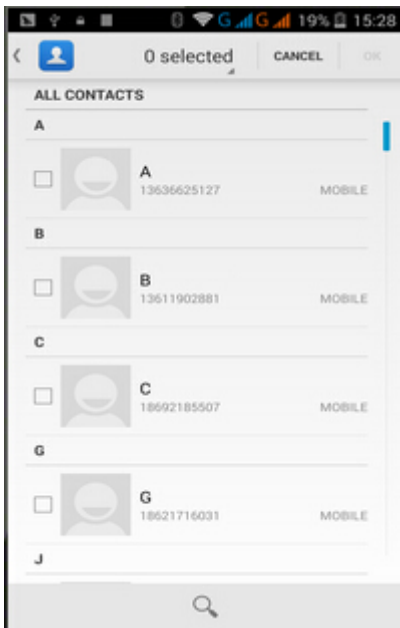 G G 19% 15:28
0 selected CANCEL OK
ALL CONTACTS
A
A
13636625127 MOBILE
B
B
13611902881 MOBILE
C
C
18692185507 MOBILE
G
G
18621716031 MOBILE
J